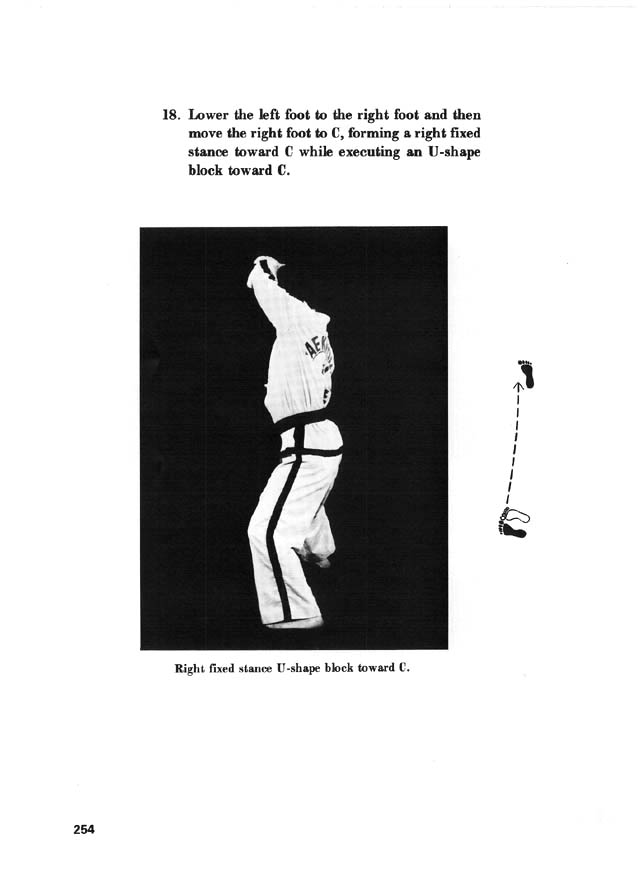 18. Lower the left foot to the right foot and then
move the right foot to C, forming a right fixed
stance toward C while executing an U-shape
block toward C.
Right fixed stance U-shape block toward C.
254